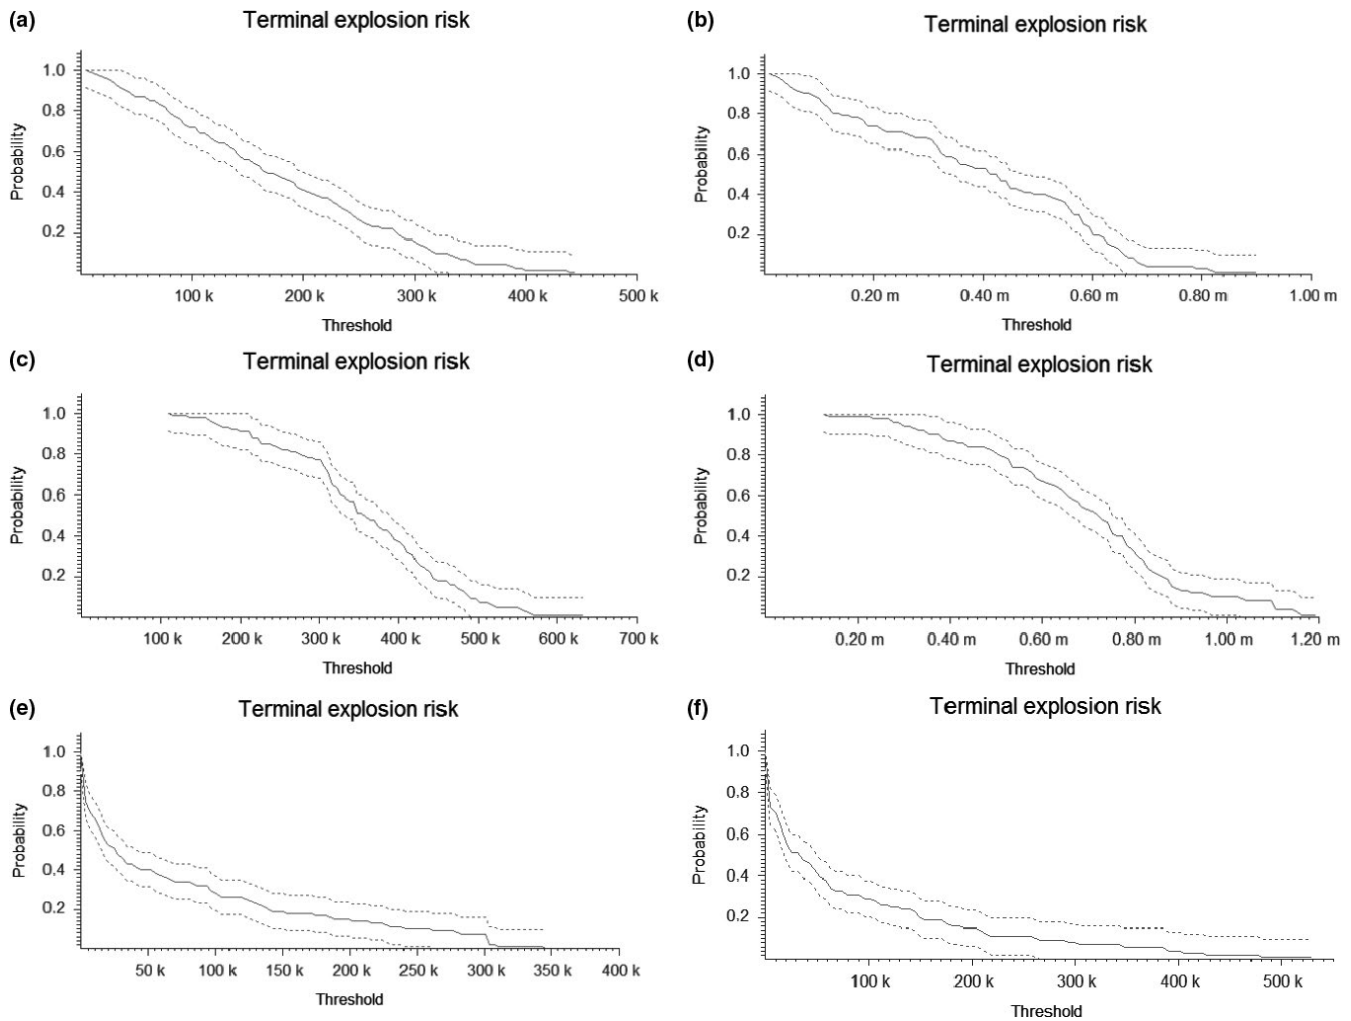 (a)
Terminal explosion risk
Probability
1.0
0.8
0.6
0.4
0.2
100 k 200 k 300 k 400 k 500 k
Threshold
(b)
Terminal explosion risk
Probability
1.0
0.8
0.6
0.4
0.2
0.20 m 0.40 m 0.60 m 0.80 m 1.00 m
Threshold
(c)
Terminal explosion risk
Probability
1.0
0.8
0.6
0.4
0.2
100 k 200 k 300 k 400 k 500 k 600 k 700 k
Threshold
(d)
Terminal explosion risk
Probability
1.0
0.8
0.6
0.4
0.2
0.20 m 0.40 m 0.60 m 0.80 m 1.00 m 1.20 m
Threshold
(e)
Terminal explosion risk
Probability
1.0
0.8
0.6
0.4
0.2
50 k 100 k 150 k 200 k 250 k 300 k 350 k 400 k
Threshold
(f)
Terminal explosion risk
Probability
1.0
0.8
0.6
0.4
0.2
100 k 200 k 300 k 400 k 500 k
Threshold